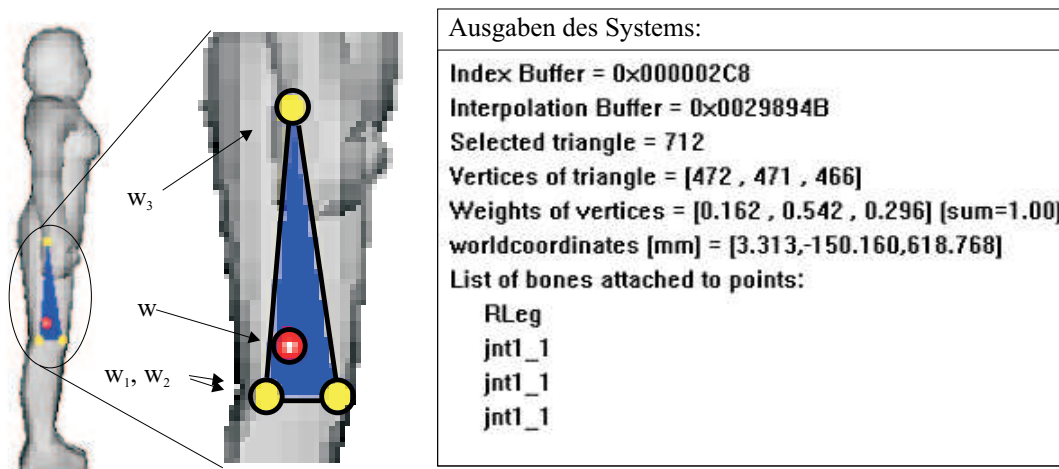 w₃
w
w₁, w₂
Ausgaben des Systems:
Index Buffer = 0x000002C8
Interpolation Buffer = 0x0029894B
Selected triangle = 712
Vertices of triangle = [472 , 471 , 466]
Weights of vertices = [0.162 , 0.542 , 0.296] (sum=1.00)
worldcoordinates [mm] = [3.313,-150.160,618.768]
List of bones attached to points:
RLeg
jnt1_1
jnt1_1
jnt1_1